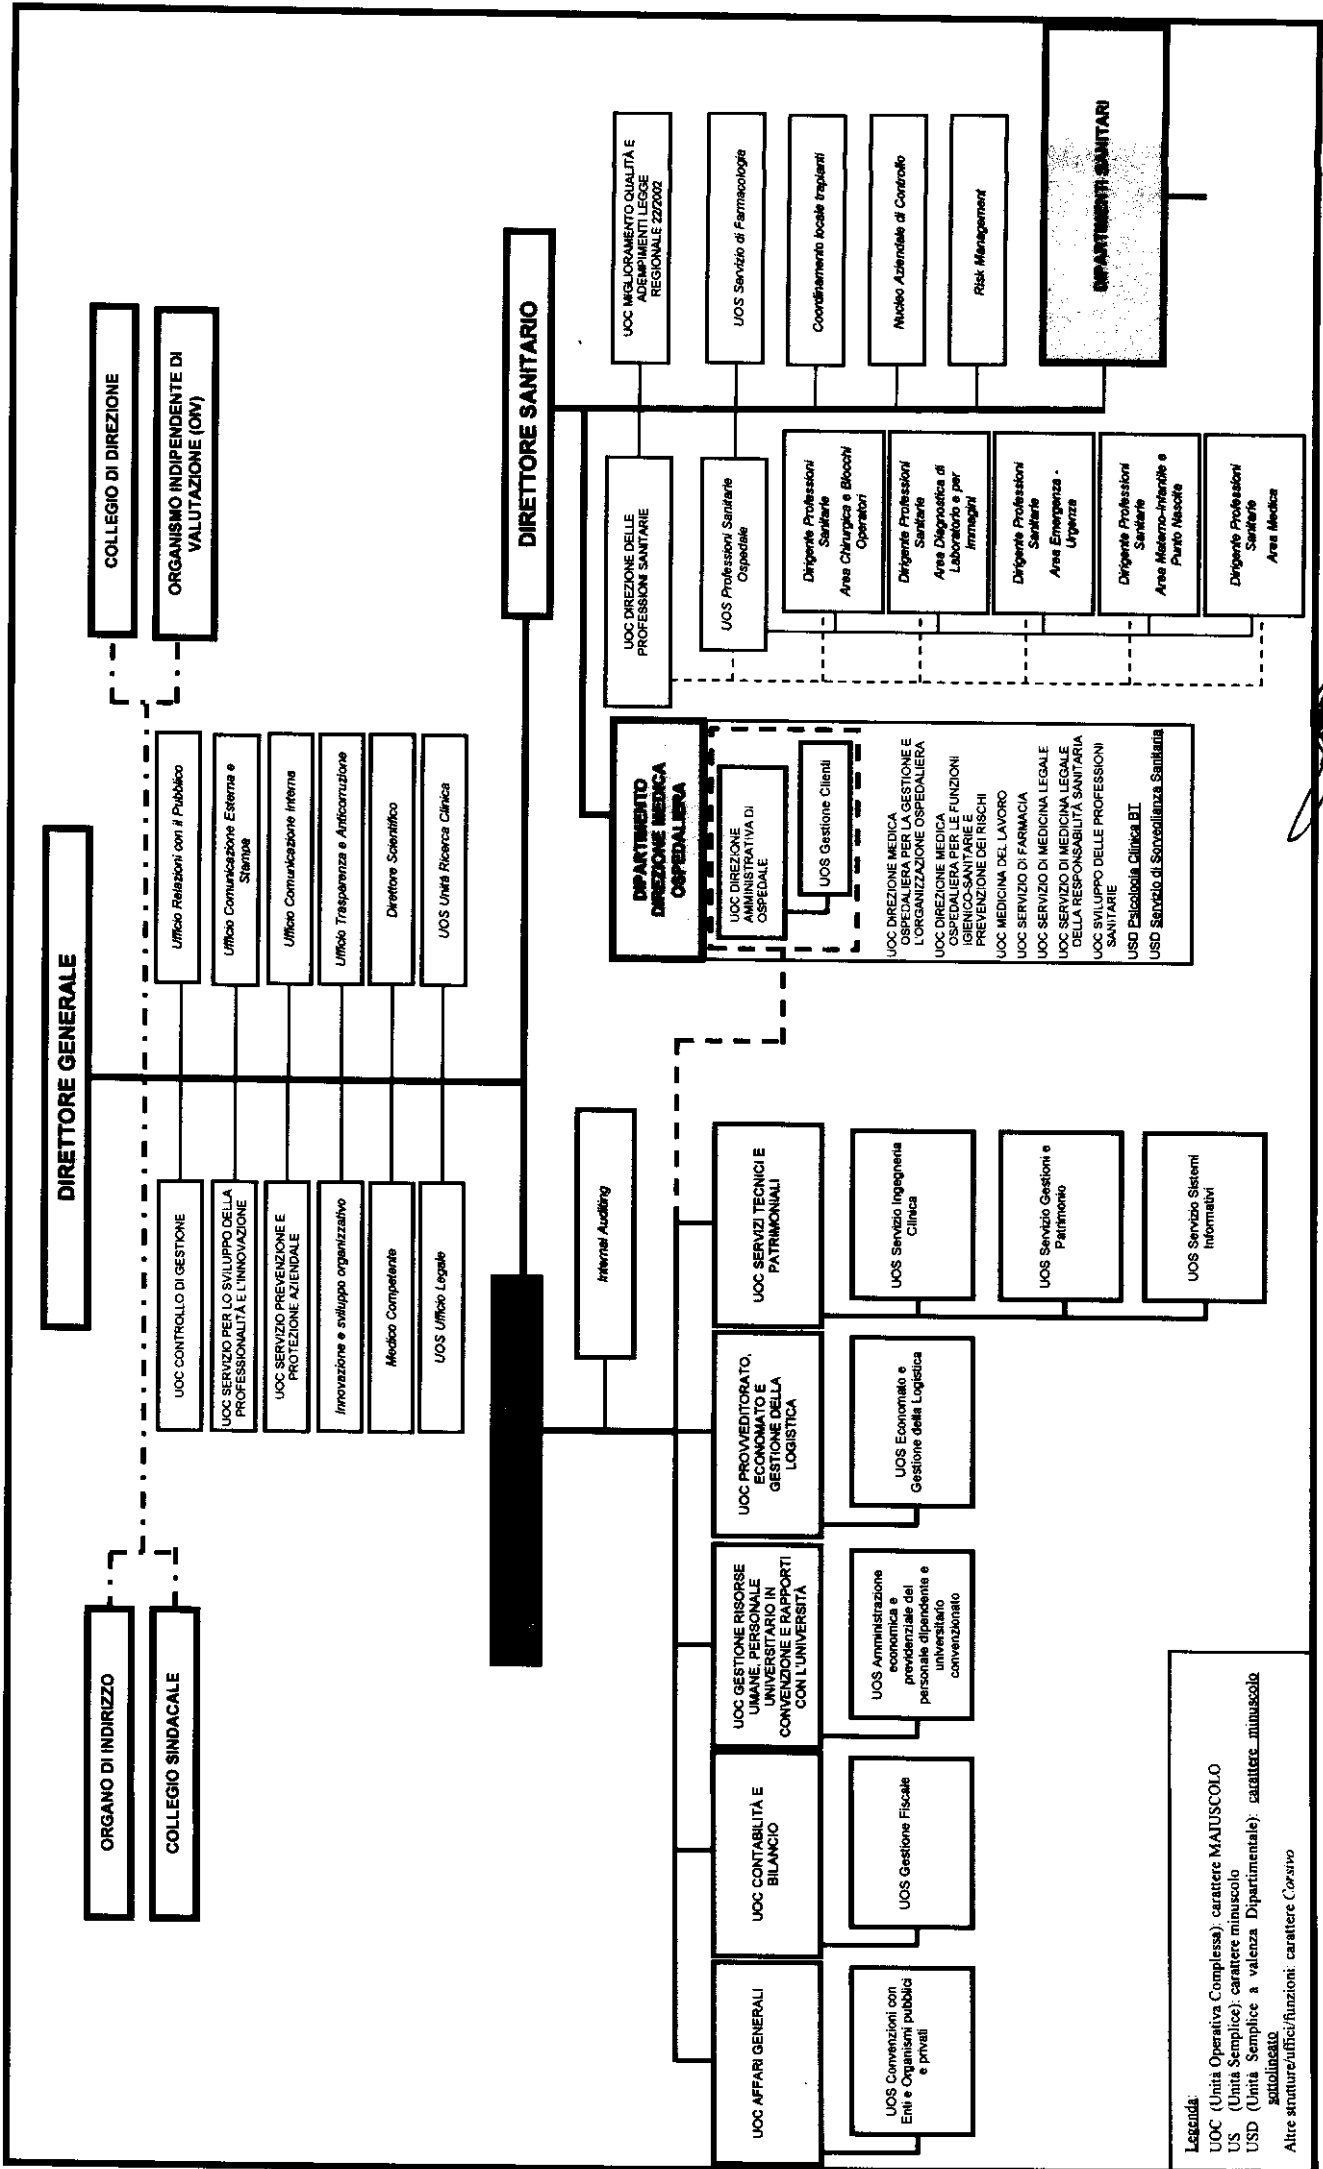 DIRETTORE GENERALE
ORGANO DI INDIRIZZO
COLLEGIO SINDACALE
COLLEGIO DI DIREZIONE
ORGANISMO INDIPENDENTE DI
VALUTAZIONE (OIV)
UOC CONTROLLO DI GESTIONE
UOC SERVIZIO PER LO SVILUPPO DELLA
PROFESSIONALITÀ E L'INNOVAZIONE
UOC SERVIZIO PREVENZIONE E
PROTEZIONE AZIENDALE
Innovazione e sviluppo organizzativo
Medico Competente
UOS Ufficio Legale
Ufficio Relazioni con il Pubblico
Ufficio Comunicazione Esterna e
Stampa
Ufficio Comunicazione Interna
Ufficio Trasparenza e Anticorruzione
Direttore Scientifico
UOS Unità Ricerca Clinica
DIRETTORE SANITARIO
Internal Auditing
UOC AFFARI GENERALI
UOS Convenzioni con
Enti e Organismi pubblici
e privati
UOC CONTABILITÀ E
BILANCIO
UOS Gestione Fiscale
UOC GESTIONE RISORSE
UMANE, PERSONALE
UNIVERSITARIO IN
CONVENZIONE E RAPPORTI
CON L'UNIVERSITÀ
UOS Amministrazione
economica e
previdenziale del
personale dipendente e
universitario
convenzionato
UOC PROVVEDITORATO,
ECONOMATO E
GESTIONE DELLA
LOGISTICA
UOS Economato e
Gestione della Logistica
UOC SERVIZI TECNICI E
PATRIMONIALI
UOS Servizio Ingegneria
Clinica
UOS Servizio Gestioni e
Patrimonio
UOS Servizio Sistemi
Informativi
DIPARTIMENTO
DIREZIONE MEDICA
OSPEDALIERA
UOC DIREZIONE
AMMINISTRATIVA DI
OSPEDALE
UOS Gestione Clienti
UOC DIREZIONE MEDICA
OSPEDALIERA PER LA GESTIONE E
L'ORGANIZZAZIONE OSPEDALIERA
UOC DIREZIONE MEDICA
OSPEDALIERA PER LE FUNZIONI
IGIENICO-SANITARIE E
PREVENZIONE DEI RISCHI
UOC MEDICINA DEL LAVORO
UOC SERVIZIO DI FARMACIA
UOC SERVIZIO DI MEDICINA LEGALE
UOC SERVIZIO DI MEDICINA LEGALE
DELLA RESPONSABILITÀ SANITARIA
UOC SVILUPPO DELLE PROFESSIONI
SANITARIE
USD Psicologia Clinica BT
USD Servizio di Sorveglianza Sanitaria
UOC DIREZIONE DELLE
PROFESSIONI SANITARIE
UOS Professioni Sanitarie
Ospedale
Dirigente Professioni
Sanitarie
Area Chirurgica e Blocchi
Operatori
Dirigente Professioni
Sanitarie
Area Diagnostica di
Laboratorio e per
Immagini
Dirigente Professioni
Sanitarie
Area Emergenza -
Urgenza
Dirigente Professioni
Sanitarie
Area Materno-Infantile e
Punto Nascita
Dirigente Professioni
Sanitarie
Area Medica
UOC MIGLIORAMENTO QUALITÀ E
ADEMPIMENTI LEGGE
REGIONALE 22/2002
UOS Servizio di Farmacologia
Coordinamento locale trapianti
Nucleo Aziendale di Controllo
Risk Management
DIPARTIMENTI SANITARI
Legenda:
UOC (Unità Operativa Complessa): carattere MAIUSCOLO
US (Unità Semplice): carattere minuscolo
USD (Unità Semplice a valenza Dipartimentale): carattere minuscolo
sottolineato
Altre strutture/uffici/funzioni: carattere Corsivo